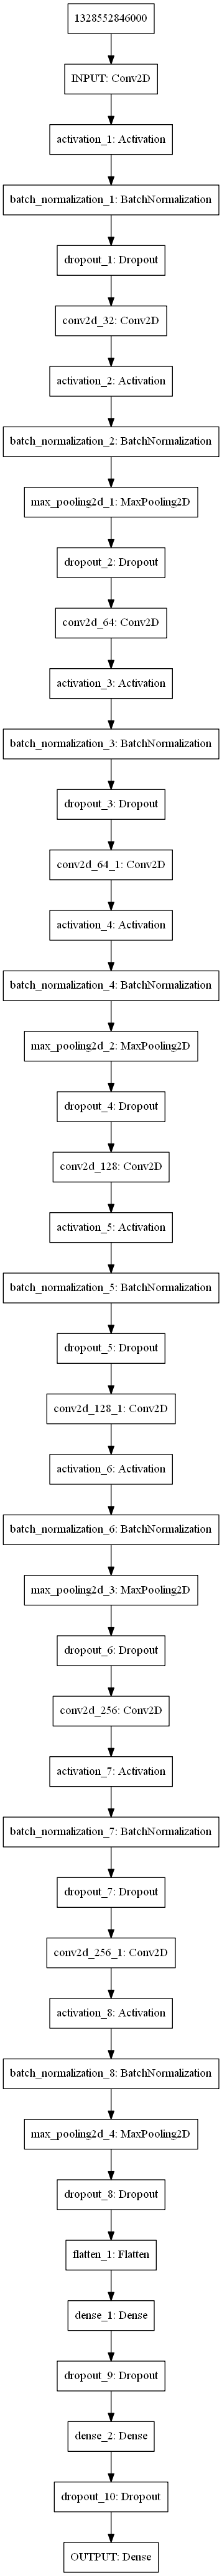 1328552846000
INPUT: Conv2D
activation_1: Activation
batch_normalization_1: BatchNormalization
dropout_1: Dropout
conv2d_32: Conv2D
activation_2: Activation
batch_normalization_2: BatchNormalization
max_pooling2d_1: MaxPooling2D
dropout_2: Dropout
conv2d_64: Conv2D
activation_3: Activation
batch_normalization_3: BatchNormalization
dropout_3: Dropout
conv2d_64_1: Conv2D
activation_4: Activation
batch_normalization_4: BatchNormalization
max_pooling2d_2: MaxPooling2D
dropout_4: Dropout
conv2d_128: Conv2D
activation_5: Activation
batch_normalization_5: BatchNormalization
dropout_5: Dropout
conv2d_128_1: Conv2D
activation_6: Activation
batch_normalization_6: BatchNormalization
max_pooling2d_3: MaxPooling2D
dropout_6: Dropout
conv2d_256: Conv2D
activation_7: Activation
batch_normalization_7: BatchNormalization
dropout_7: Dropout
conv2d_256_1: Conv2D
activation_8: Activation
batch_normalization_8: BatchNormalization
max_pooling2d_4: MaxPooling2D
dropout_8: Dropout
flatten_1: Flatten
dense_1: Dense
dropout_9: Dropout
dense_2: Dense
dropout_10: Dropout
OUTPUT: Dense